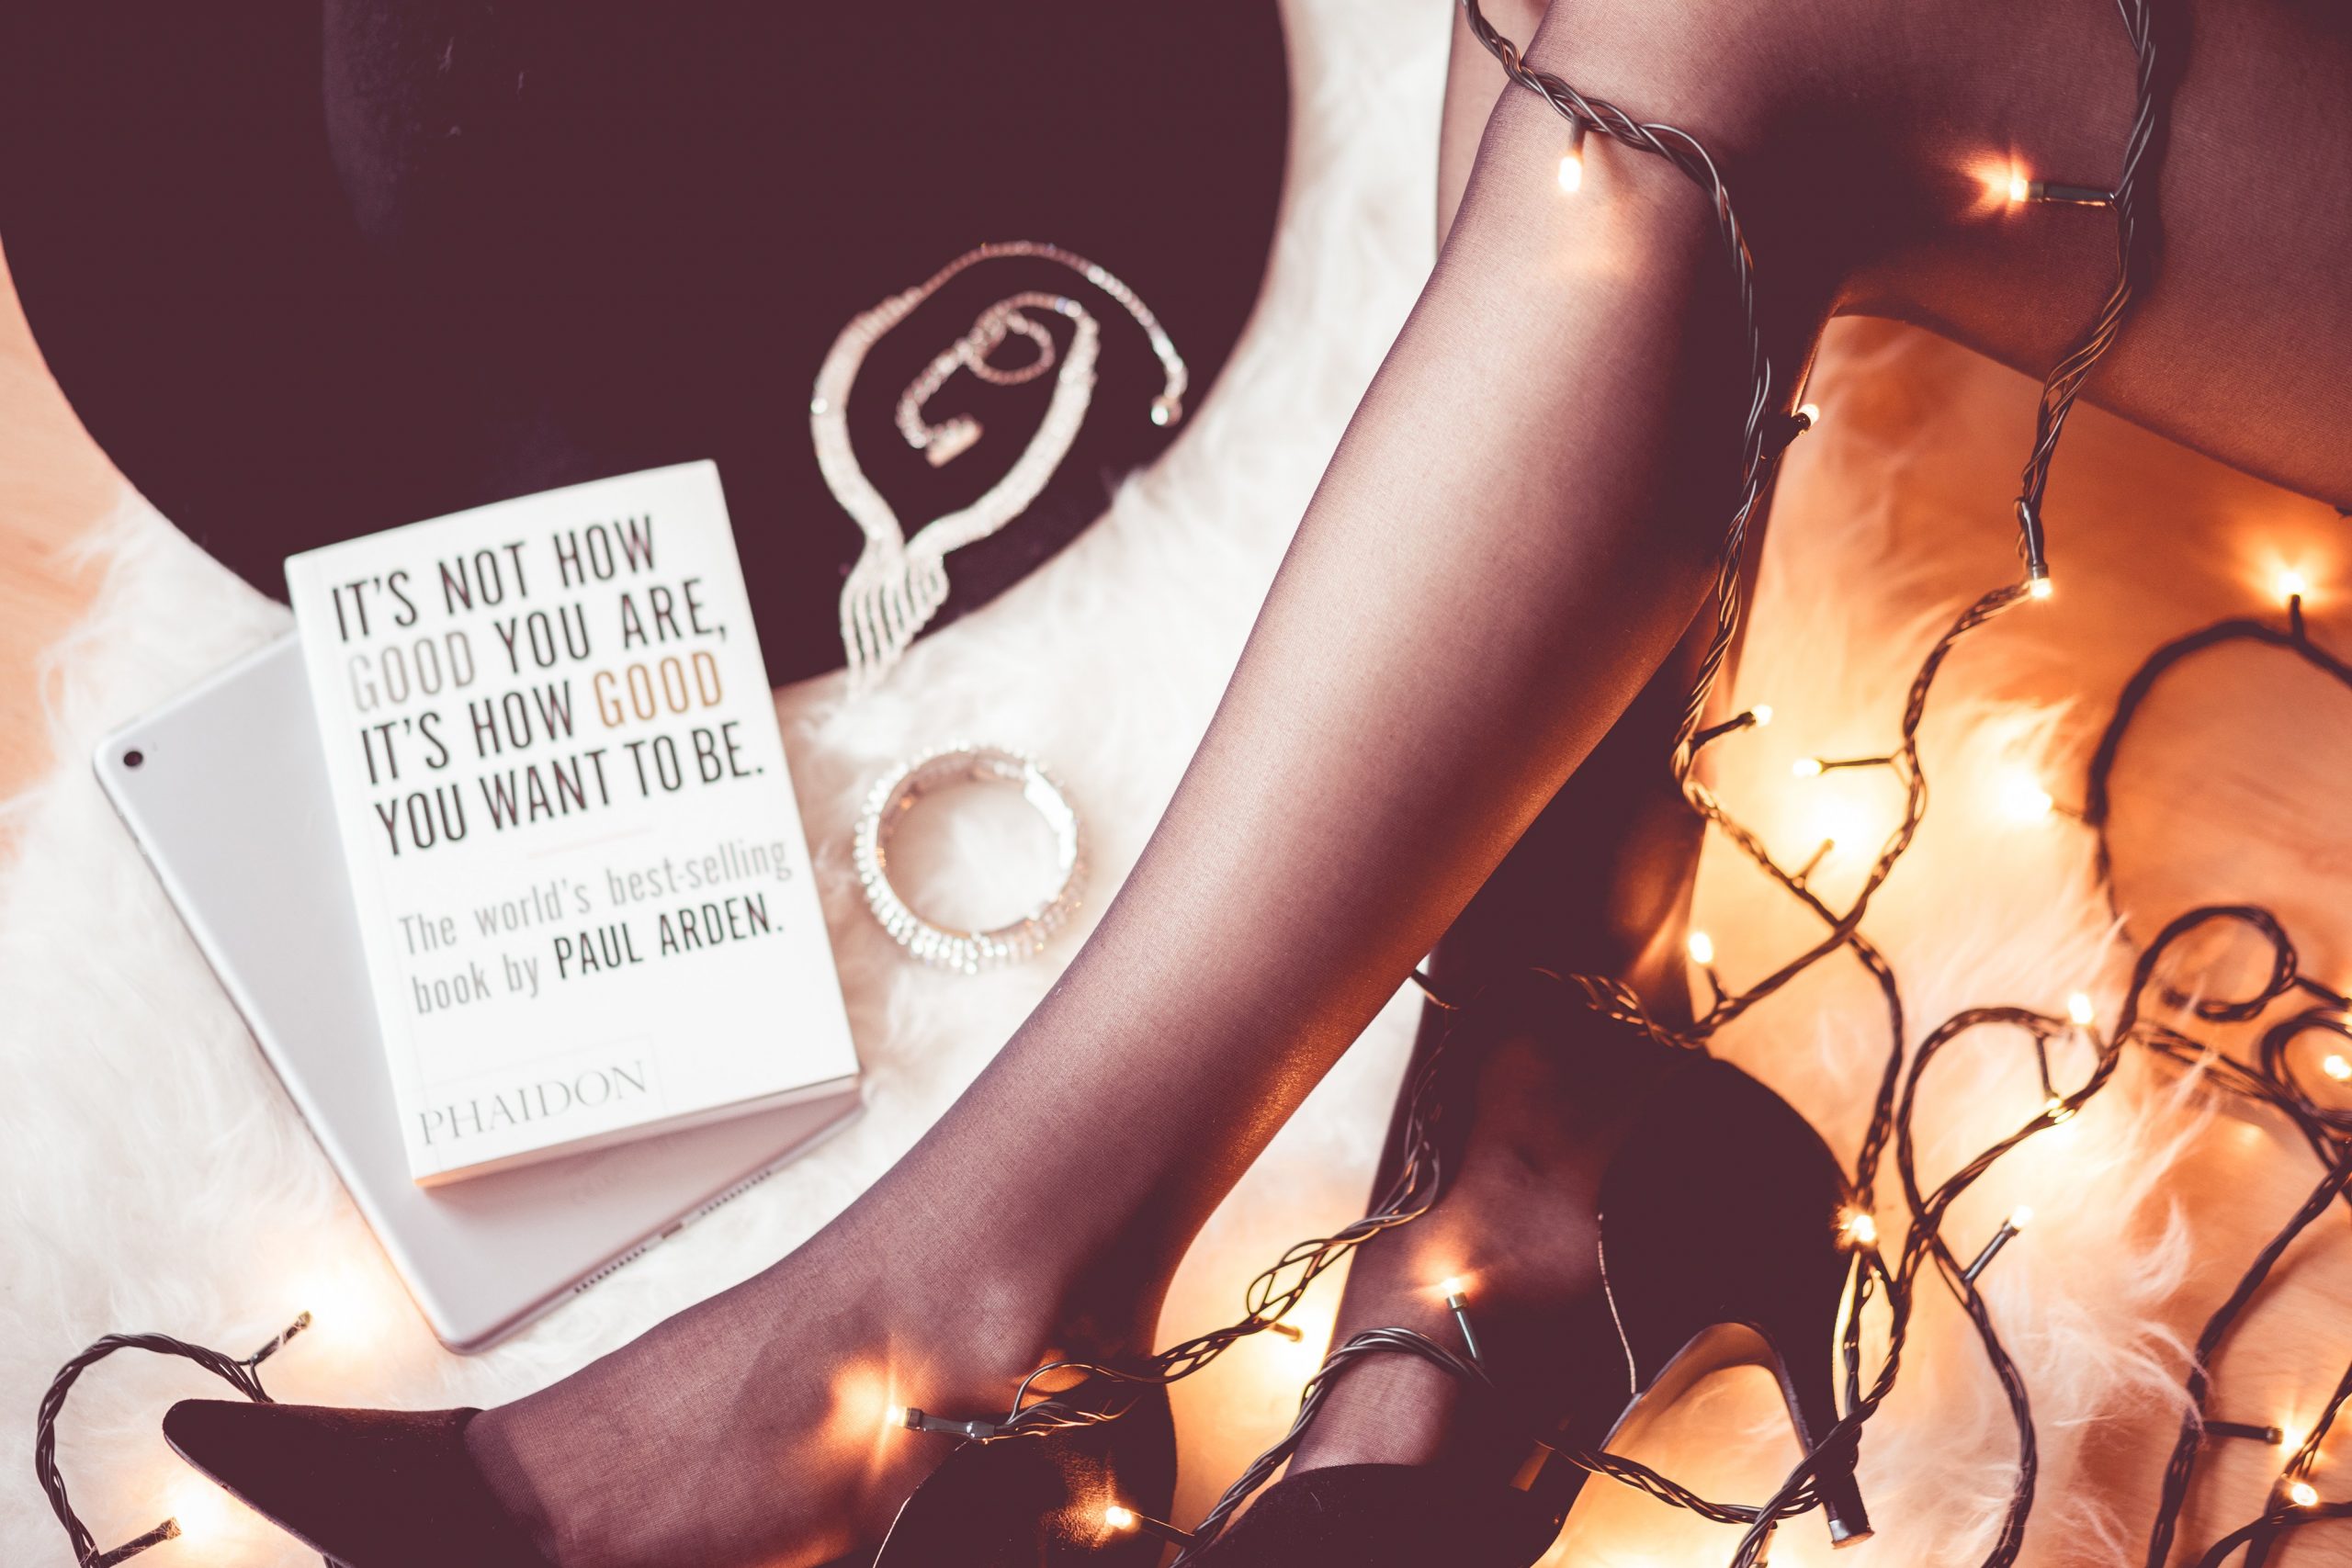 IT'S NOT HOW
GOOD YOU ARE,
IT'S HOW GOOD
YOU WANT TO BE.
The world's best-selling
book by PAUL ARDEN.
PHAIDON